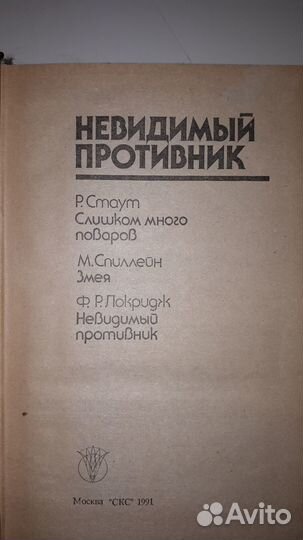 НЕВИДИМЫЙ
ПРОТИВНИК
Р. Стаут
Слишком много
поваров
М. Спиллейн
Змея
Ф. Р. Локридж
Невидимый
противник
Москва "СКС" 1991
Avito